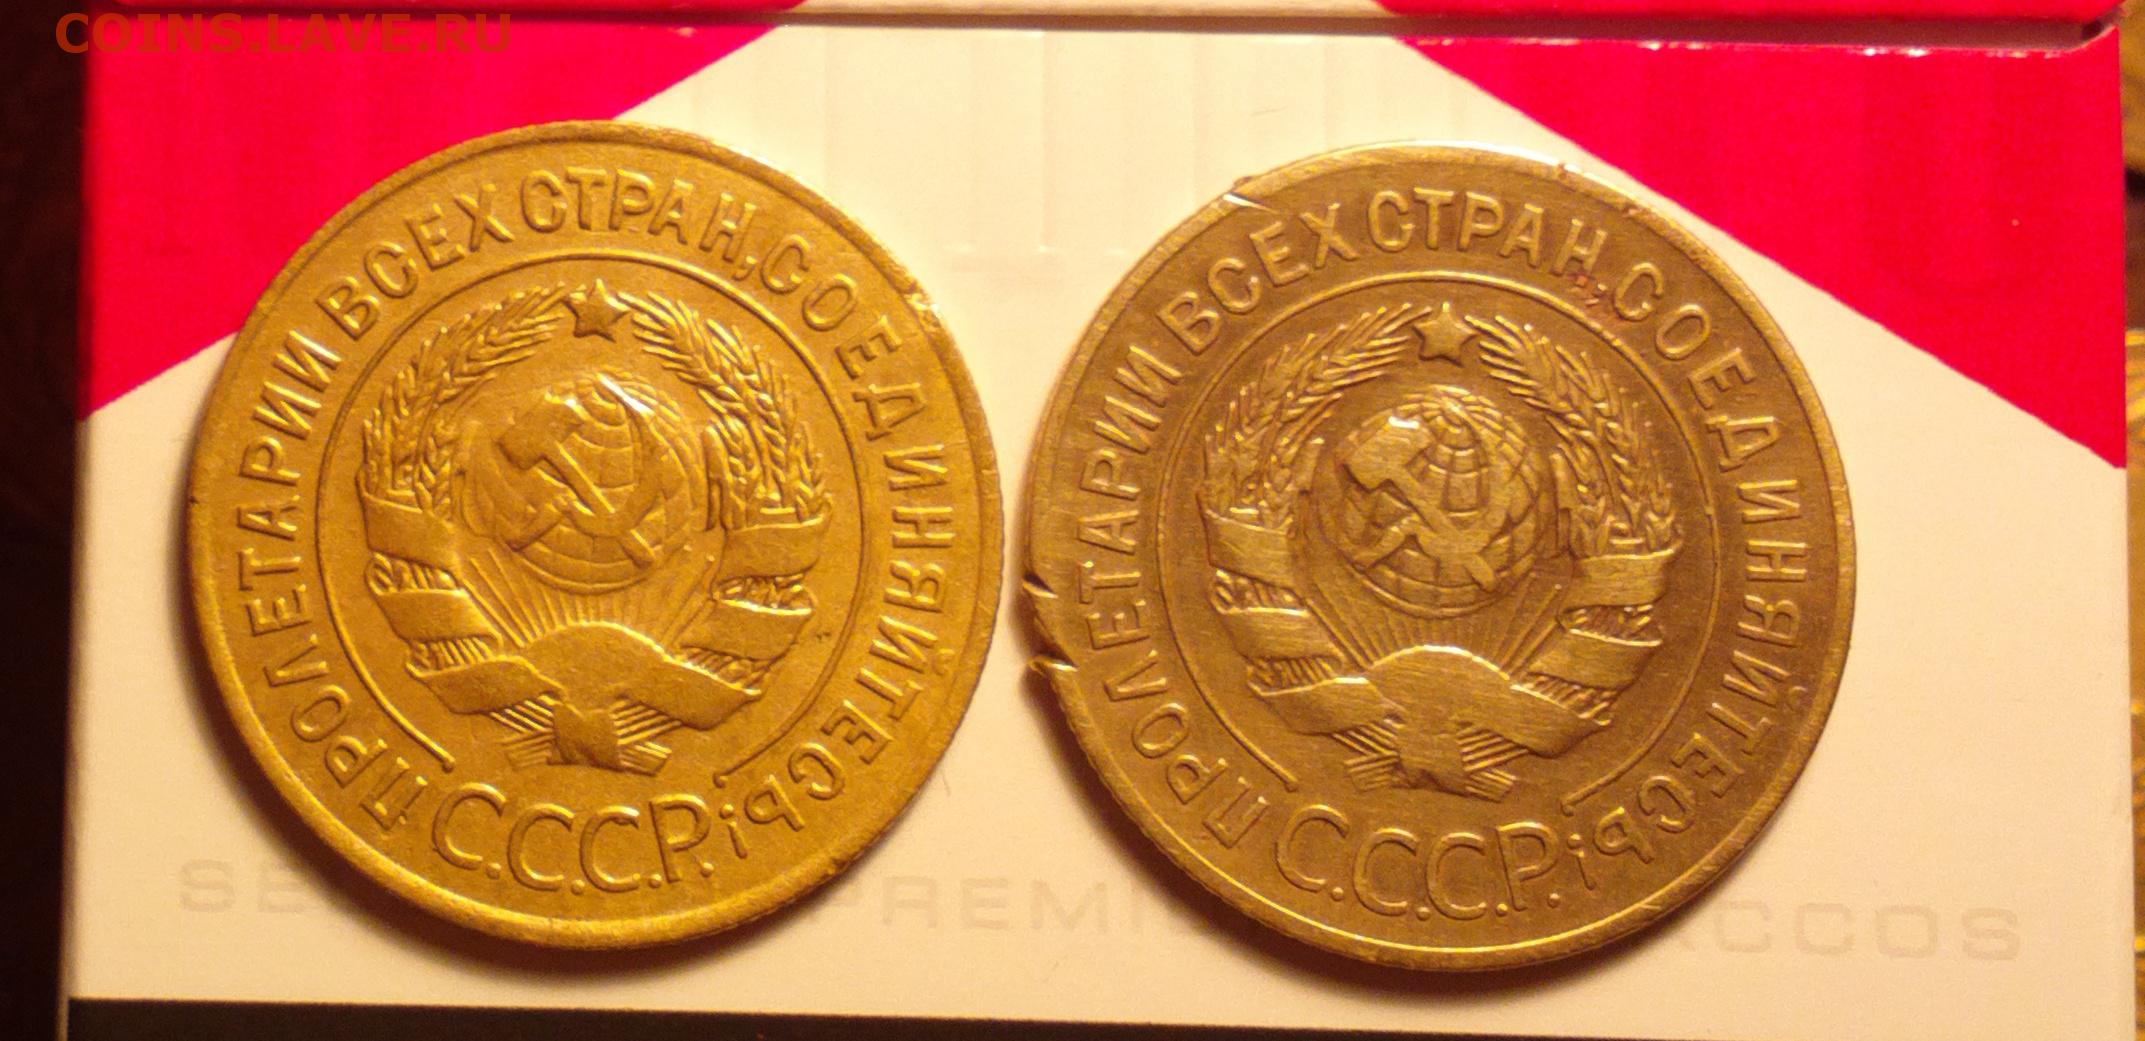 COINS.LAVE.RU
ПРОЛЕТАРИИ ВСЕХ СТРАН, СОЕДИНЯЙТЕСЬ!
С.С.С.Р.
ПРОЛЕТАРИИ ВСЕХ СТРАН, СОЕДИНЯЙТЕСЬ!
С.С.С.Р.